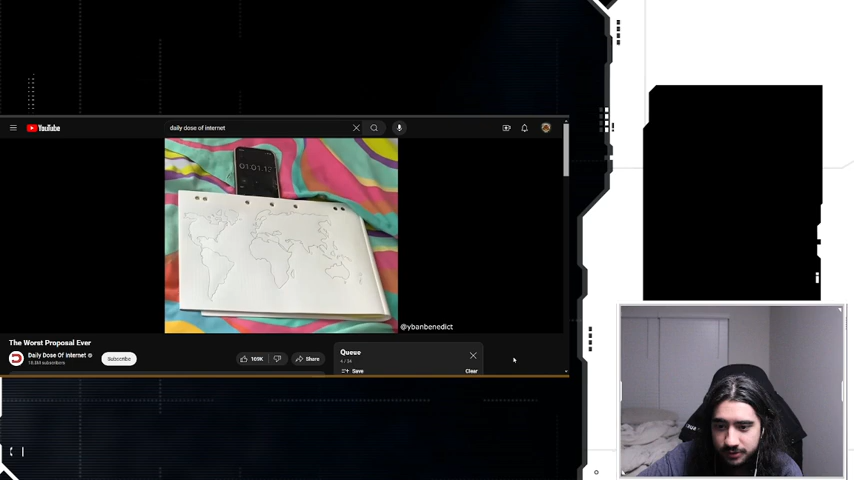 YouTube
daily dose of internet
01:01.17
@ybanbenedict
The Worst Proposal Ever
Daily Dose Of Internet
Subscribe
109K
Share
Queue
Save
Clear